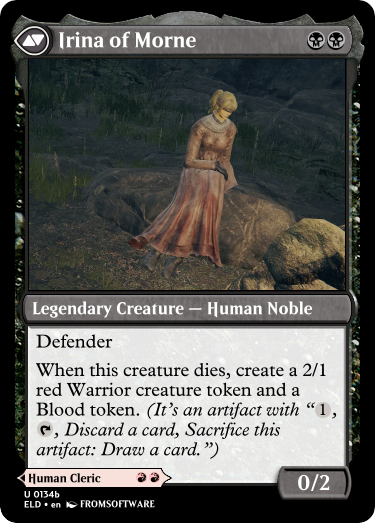 Irina of Morne
Legendary Creature — Human Noble
Defender
When this creature dies, create a 2/1
red Warrior creature token and a
Blood token. (It's an artifact with “1,
, Discard a card, Sacrifice this
artifact: Draw a card.”)
Human Cleric
0/2
U 0134b
ELD • en FROMSOFTWARE